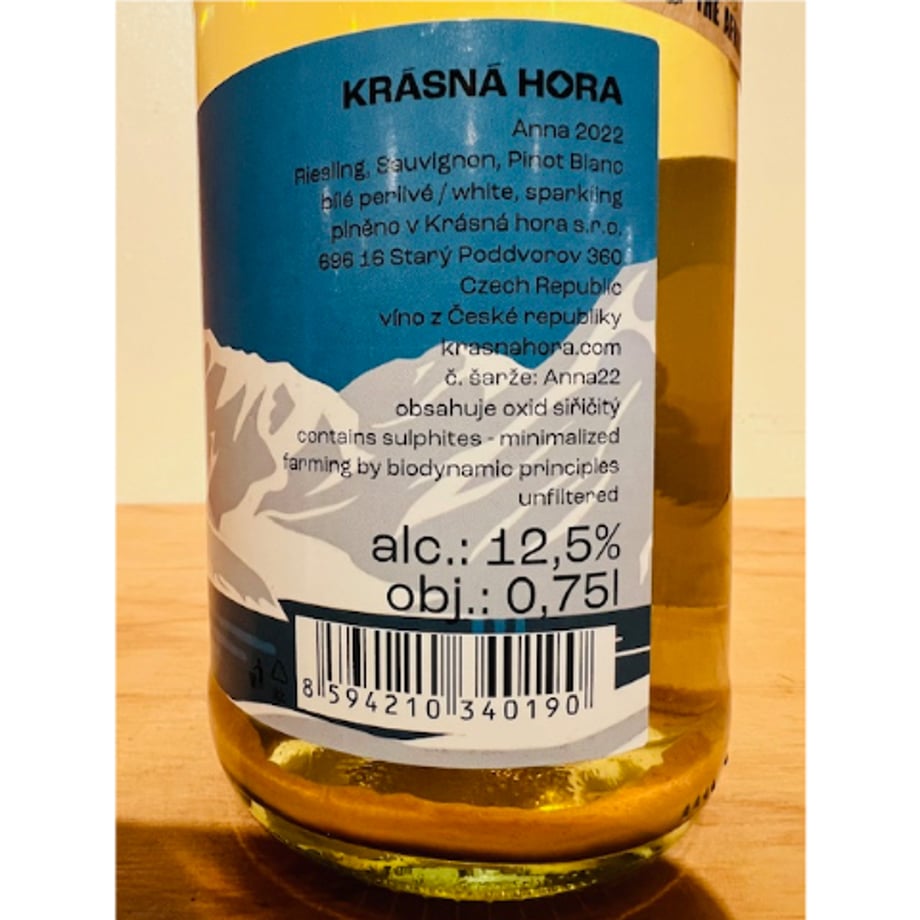 THE
KRÁSNÁ HORA
Anna 2022
Riesling, Sauvignon, Pinot Blanc
bílé perlivé / white, sparkling
plněno v Krásná hora s.r.o.
696 16 Starý Poddvorov 360
Czech Republic
víno z České republiky
krasnahora.com
č. šarže: Anna22
obsahuje oxid siřičitý
contains sulphites - minimalized
farming by biodynamic principles
unfiltered
alc.: 12,5%
obj.: 0,75l
8 594210 340190